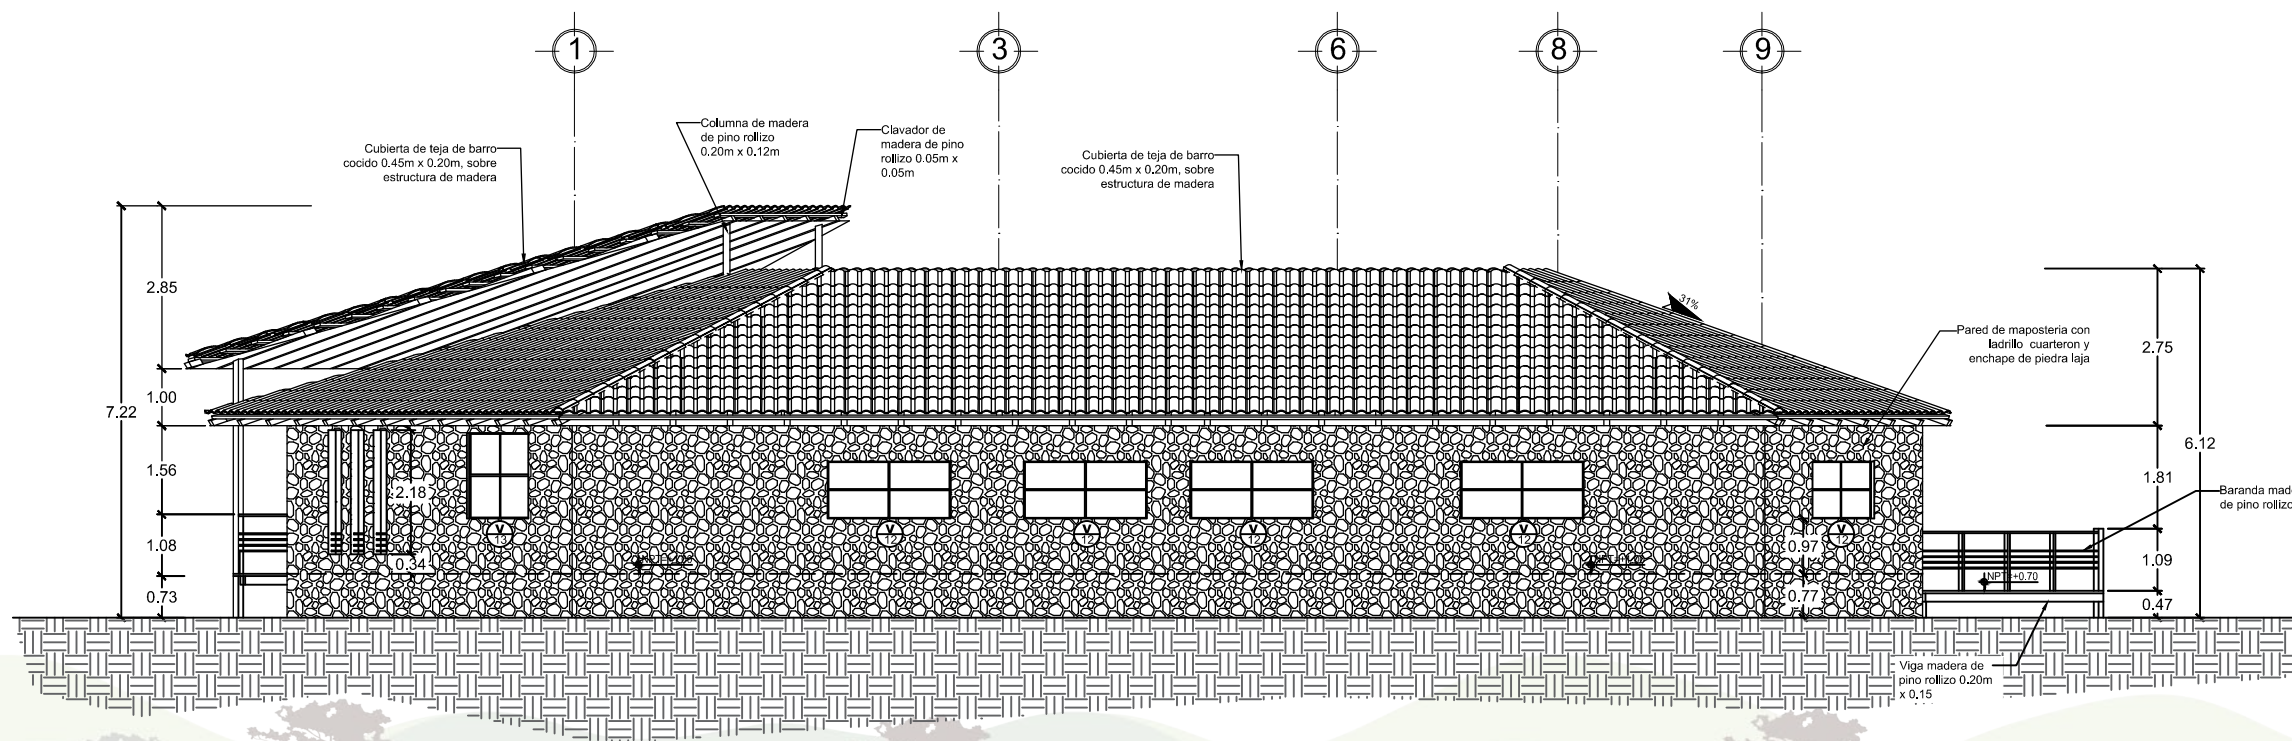 1
3
6
8
9
Cubierta de teja de barro
cocido 0.45m x 0.20m, sobre
estructura de madera
Columna de madera
de pino rollizo
0.20m x 0.12m
Clavador de
madera de pino
rollizo 0.05m x
0.05m
Cubierta de teja de barro
cocido 0.45m x 0.20m, sobre
estructura de madera
31%
Pared de maposteria con
ladrillo cuarteron y
enchape de piedra laja
7.22
2.85
1.00
1.56
1.08
0.73
2.18
0.34
V
13
V
12
V
12
V
12
V
12
V
12
0.97
0.77
NPT=+0.70
2.75
1.81
1.09
0.47
6.12
Baranda mad
de pino rollizo
Viga madera de
pino rollizo 0.20m
x 0.15